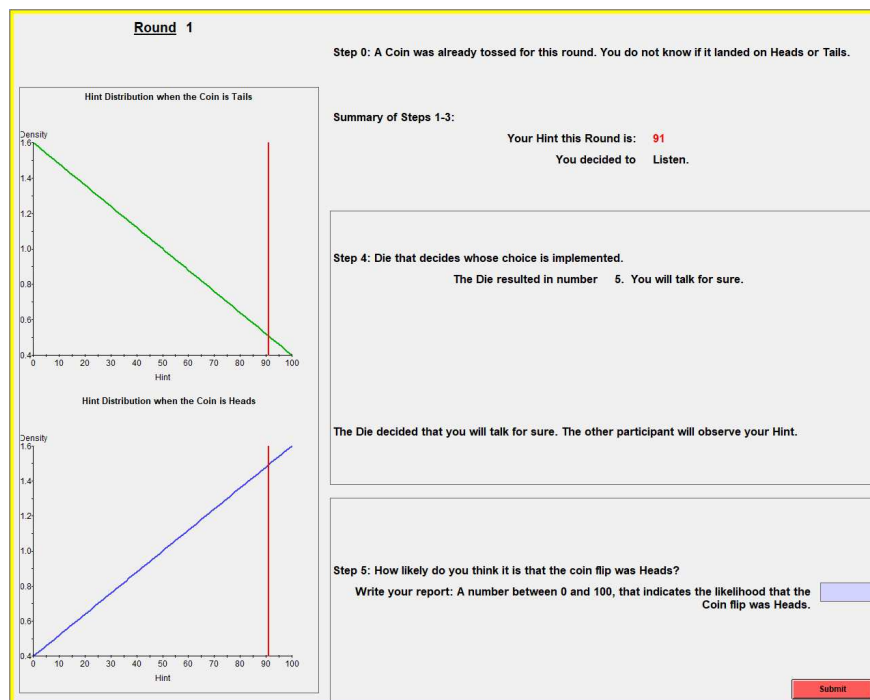 Round 1
Step 0: A Coin was already tossed for this round. You do not know if it landed on Heads or Tails.
Hint Distribution when the Coin is Tails
Density
1.6
1.4
1.2
1.0
0.8
0.6
0.4
0 10 20 30 40 50 60 70 80 90 100
Hint
Hint Distribution when the Coin is Heads
Density
1.6
1.4
1.2
1.0
0.8
0.6
0.4
0 10 20 30 40 50 60 70 80 90 100
Hint
Summary of Steps 1-3:
Your Hint this Round is: 91
You decided to Listen.
Step 4: Die that decides whose choice is implemented.
The Die resulted in number 5. You will talk for sure.
The Die decided that you will talk for sure. The other participant will observe your Hint.
Step 5: How likely do you think it is that the coin flip was Heads?
Write your report: A number between 0 and 100, that indicates the likelihood that the
Coin flip was Heads.
Submit